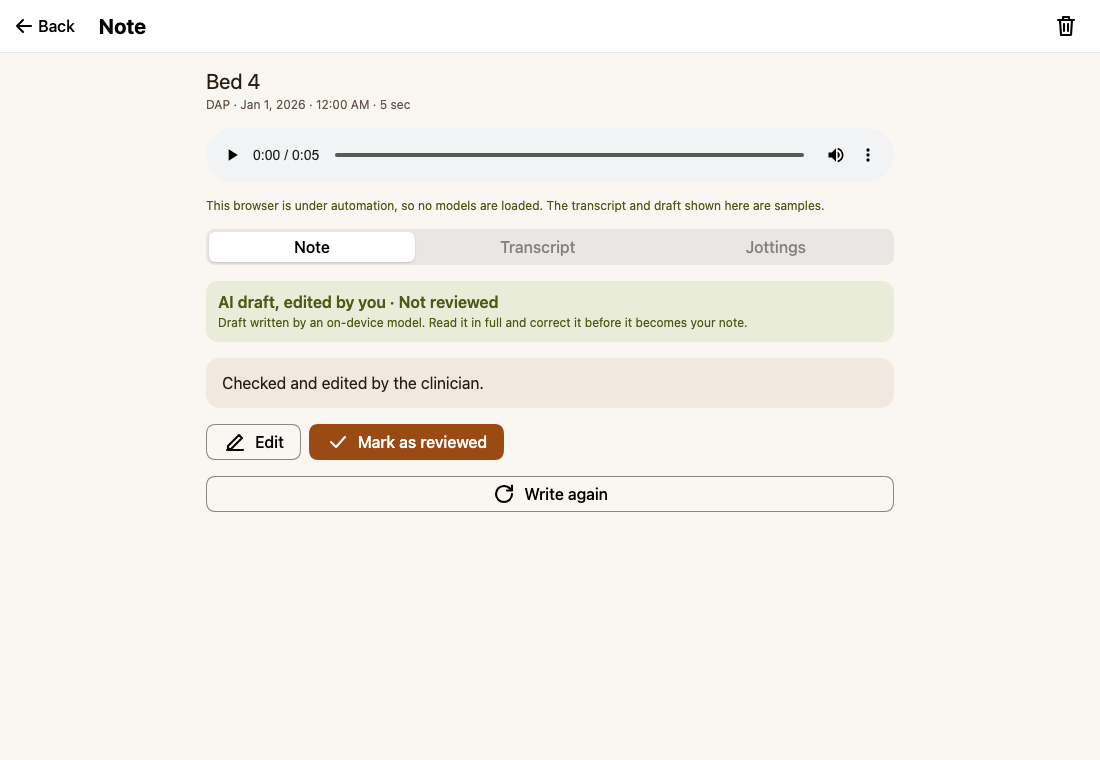 Back
Note
Bed 4
DAP · Jan 1, 2026 · 12:00 AM · 5 sec
0:00 / 0:05
This browser is under automation, so no models are loaded. The transcript and draft shown here are samples.
Note
Transcript
Jottings
AI draft, edited by you · Not reviewed
Draft written by an on-device model. Read it in full and correct it before it becomes your note.
Checked and edited by the clinician.
Edit
Mark as reviewed
Write again